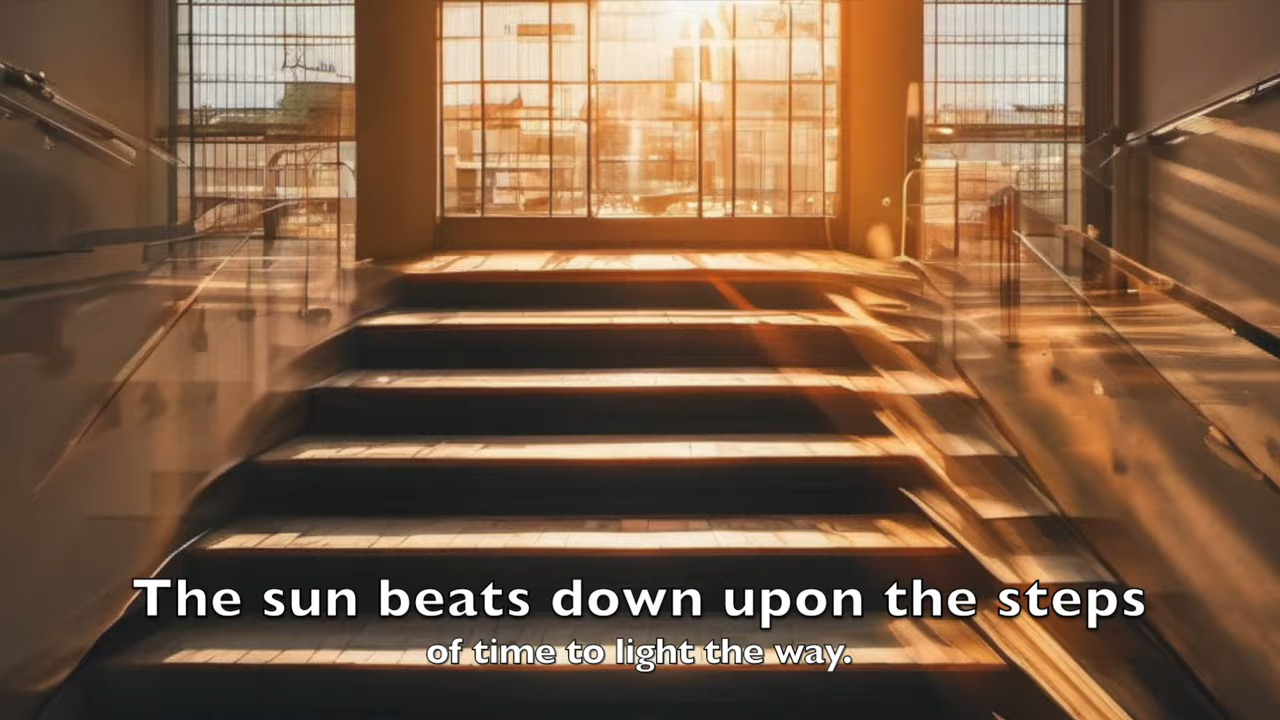 The sun beats down upon the steps
of time to light the way.